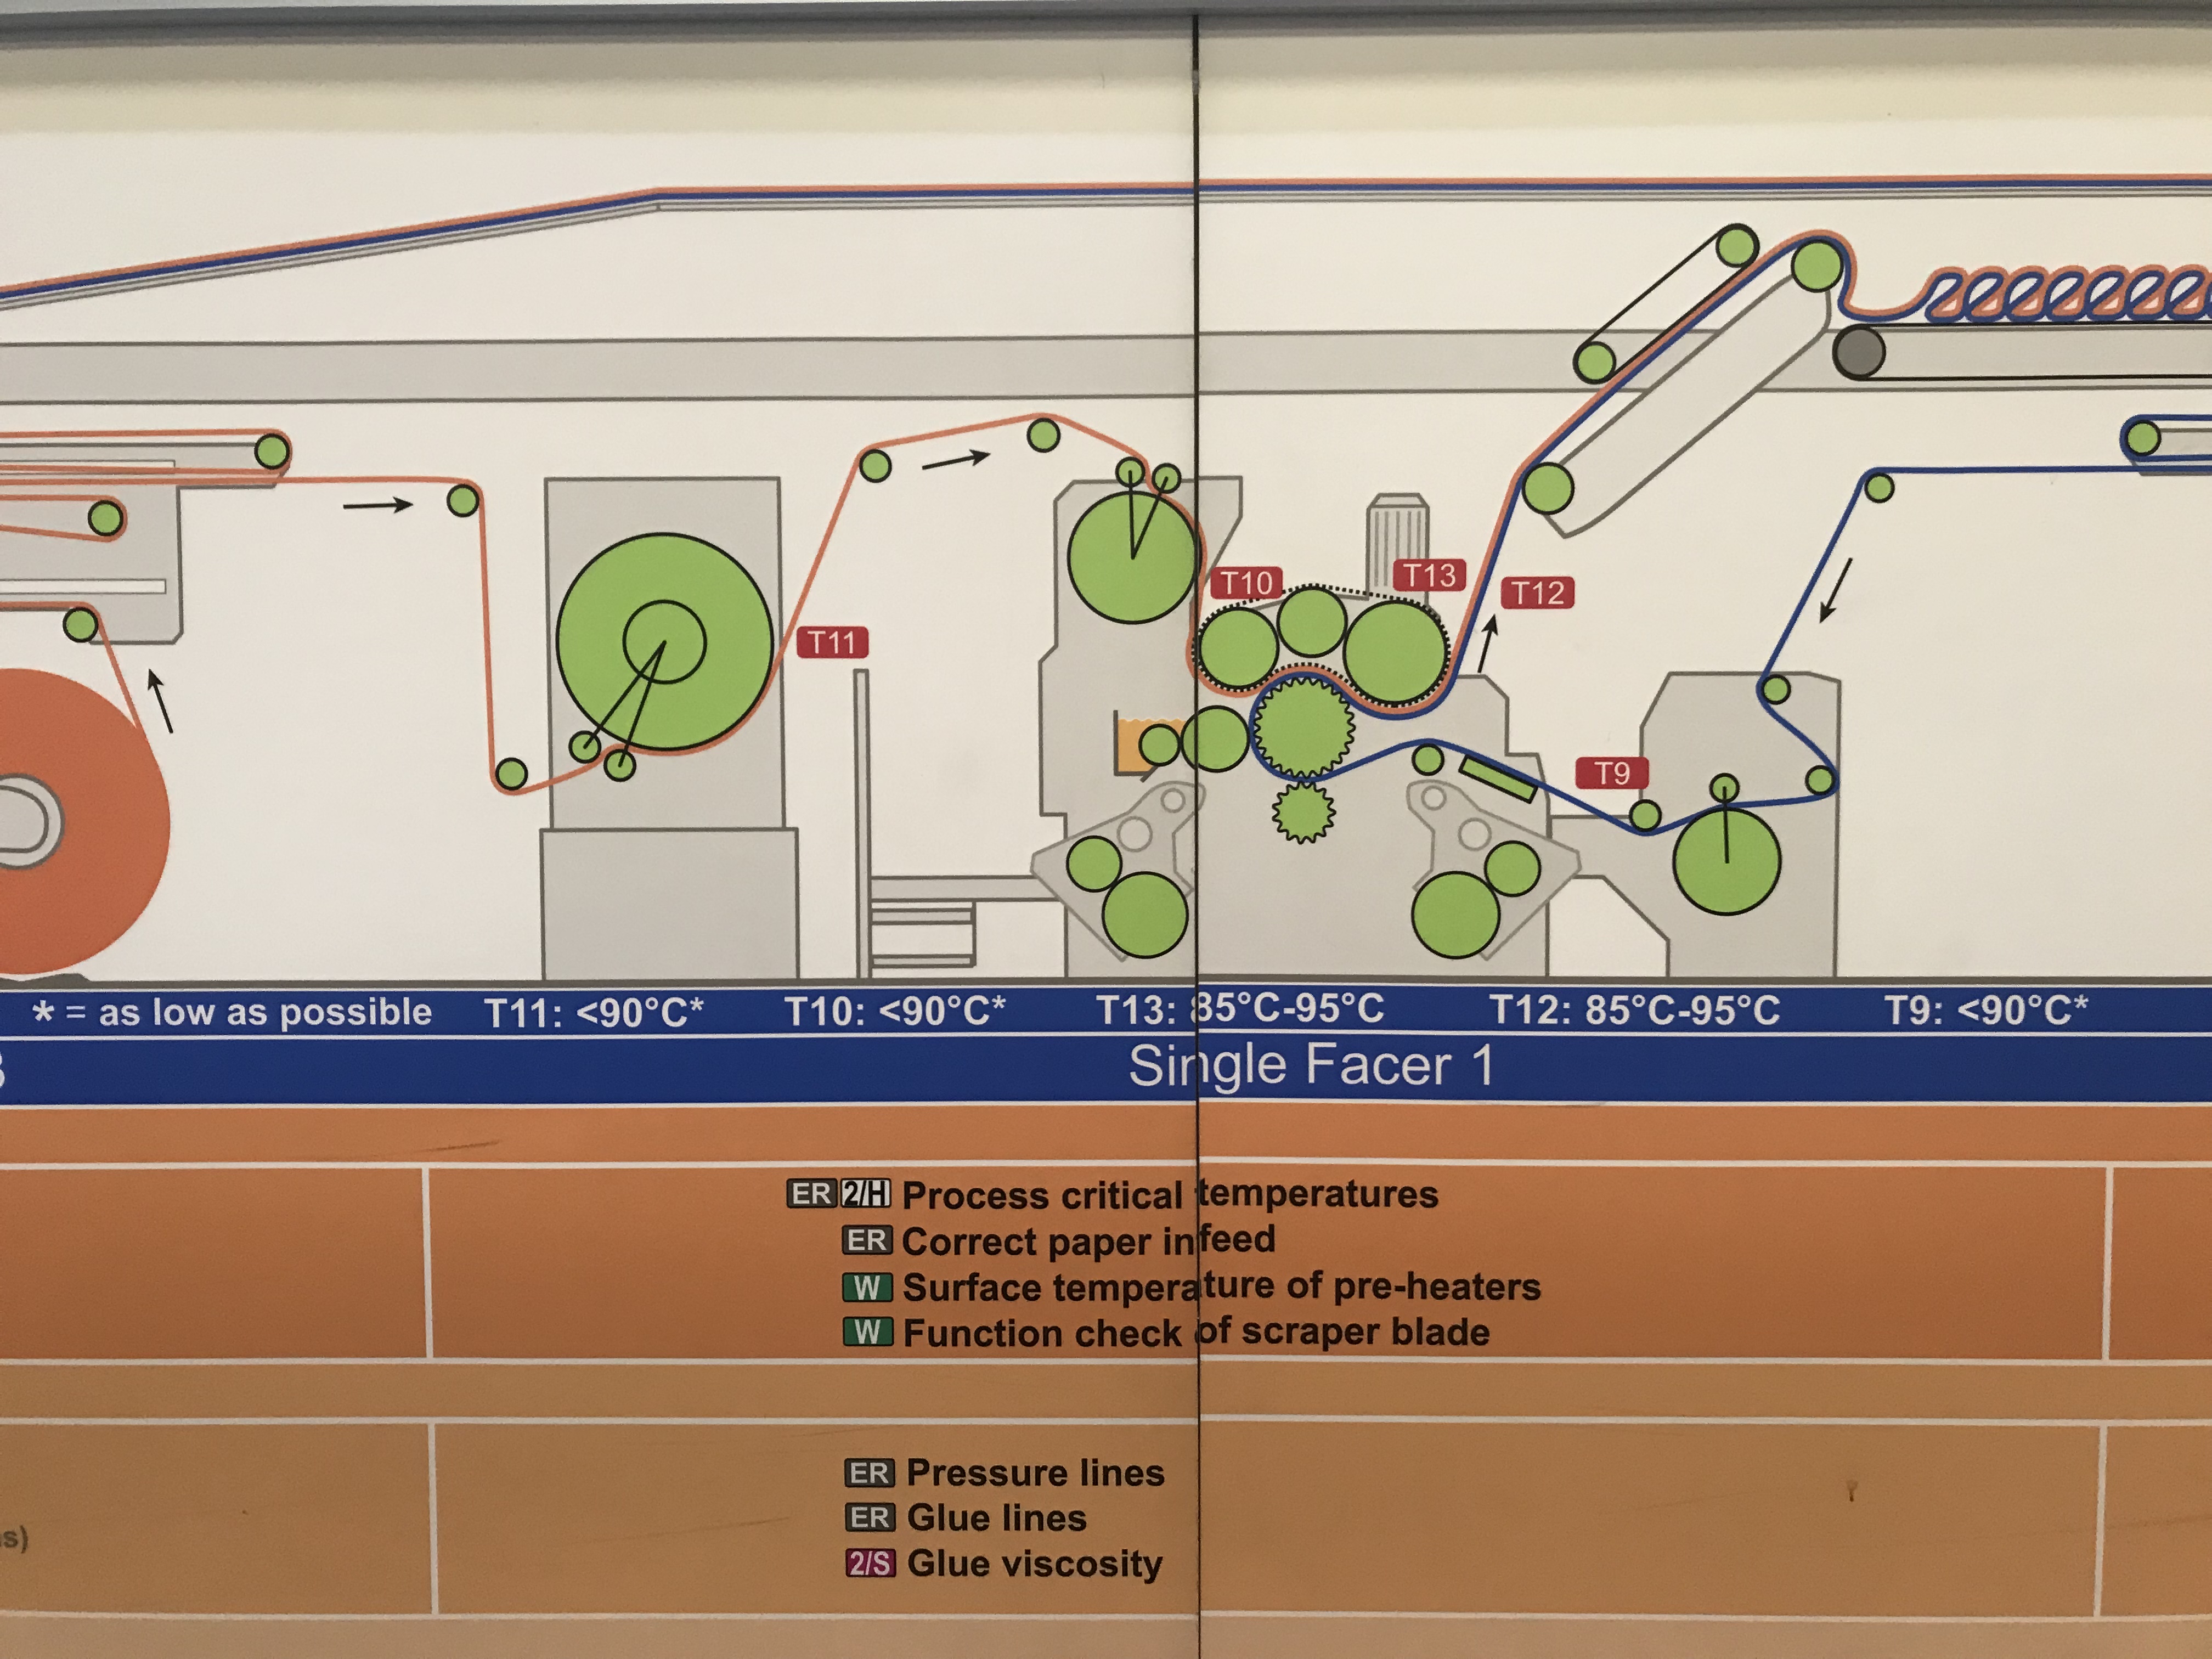 T10
T13
T12
T11
T9
* = as low as possible T11: <90°C* T10: <90°C* T13: 85°C-95°C T12: 85°C-95°C T9: <90°C*
Single Facer 1
ER 2/H Process critical temperatures
ER Correct paper infeed
W Surface temperature of pre-heaters
W Function check of scraper blade
ER Pressure lines
ER Glue lines
s)
2/S Glue viscosity